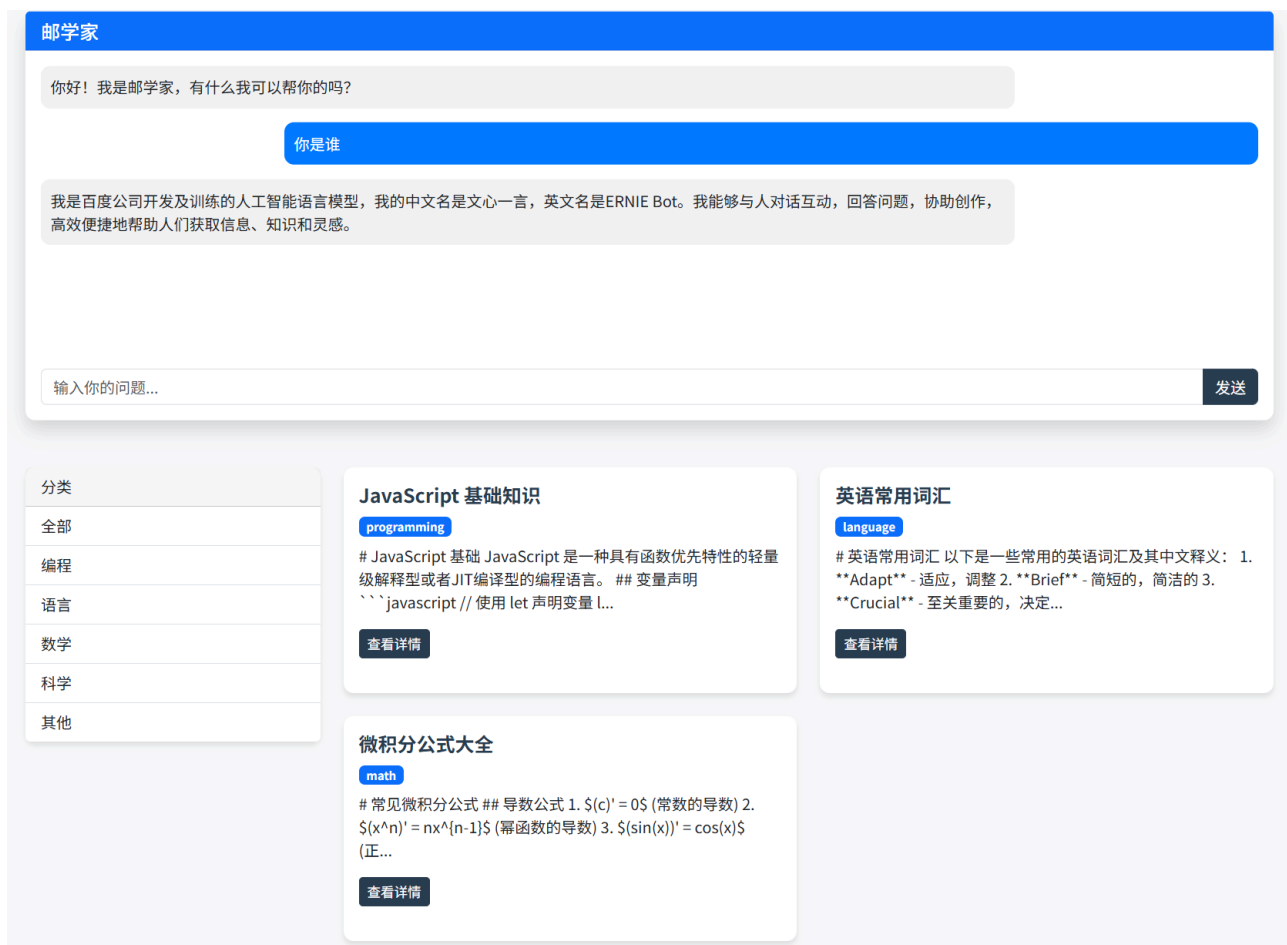 邮学家
你好！我是邮学家，有什么我可以帮你的吗？
你是谁
我是百度公司开发及训练的人工智能语言模型，我的中文名是文心一言，英文名是ERNIE Bot。我能够与人对话互动，回答问题，协助创作，
高效便捷地帮助人们获取信息、知识和灵感。
输入你的问题...
发送
分类
全部
编程
语言
数学
科学
其他
JavaScript 基础知识
programming
# JavaScript 基础 JavaScript 是一种具有函数优先特性的轻量
级解释型或者JIT编译型的编程语言。 ## 变量声明
```javascript // 使用 let 声明变量 l...
查看详情
英语常用词汇
language
# 英语常用词汇 以下是一些常用的英语词汇及其中文释义： 1.
**Adapt** - 适应，调整 2. **Brief** - 简短的，简洁的 3.
**Crucial** - 至关重要的，决定...
查看详情
微积分公式大全
math
# 常见微积分公式 ## 导数公式 1. $(c)' = 0$ (常数的导数) 2.
$(x^n)' = nx^{n-1}$ (幂函数的导数) 3. $(sin(x))' = cos(x)$
(正...
查看详情